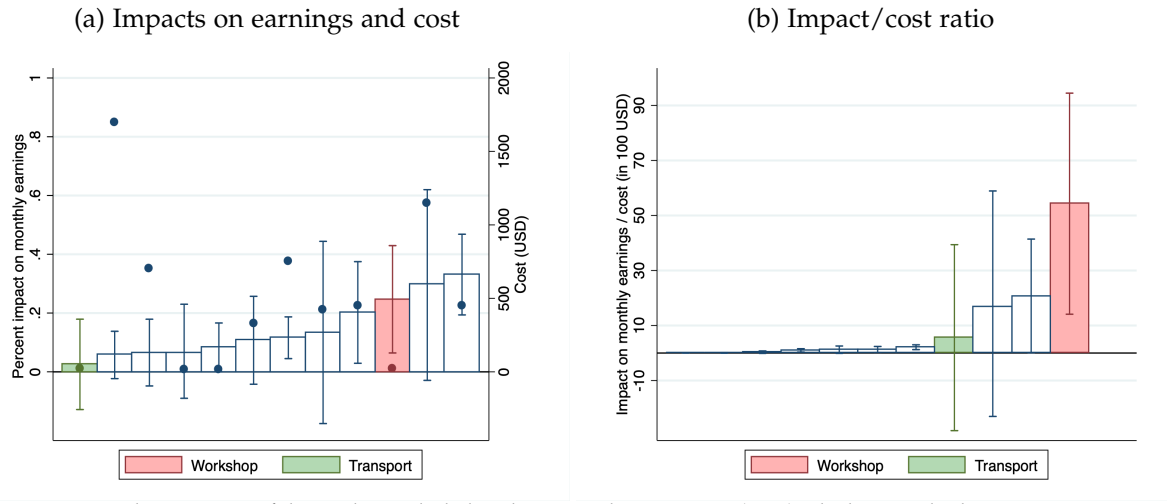 (a) Impacts on earnings and cost
Percent impact on monthly earnings
1
.8
.6
.4
.2
0
2000
1500
1000
500
0
Cost (USD)
Workshop
Transport
(b) Impact/cost ratio
Impact on monthly earnings / cost (in 100 USD)
90
70
50
30
10
-10
Workshop
Transport